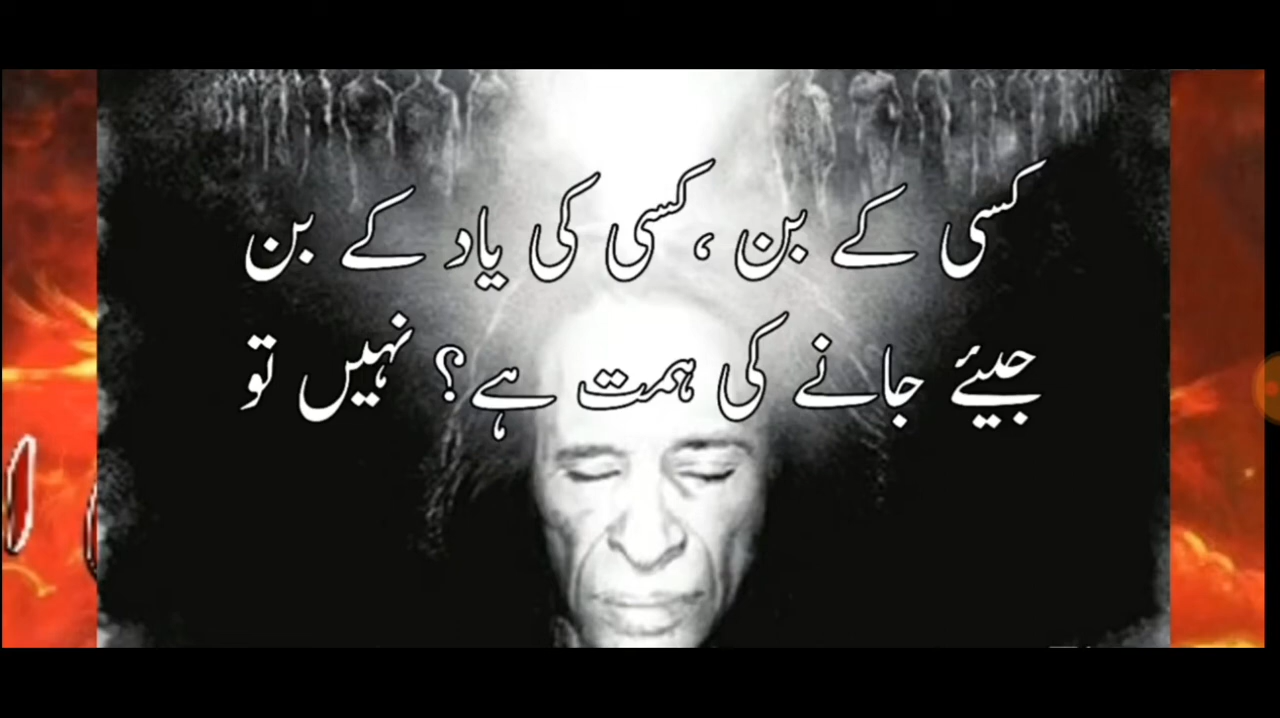 کسی کے بن ، کسی کی یاد کے بن
جیئے جانے کی ہمت ہے؟ نہیں تو